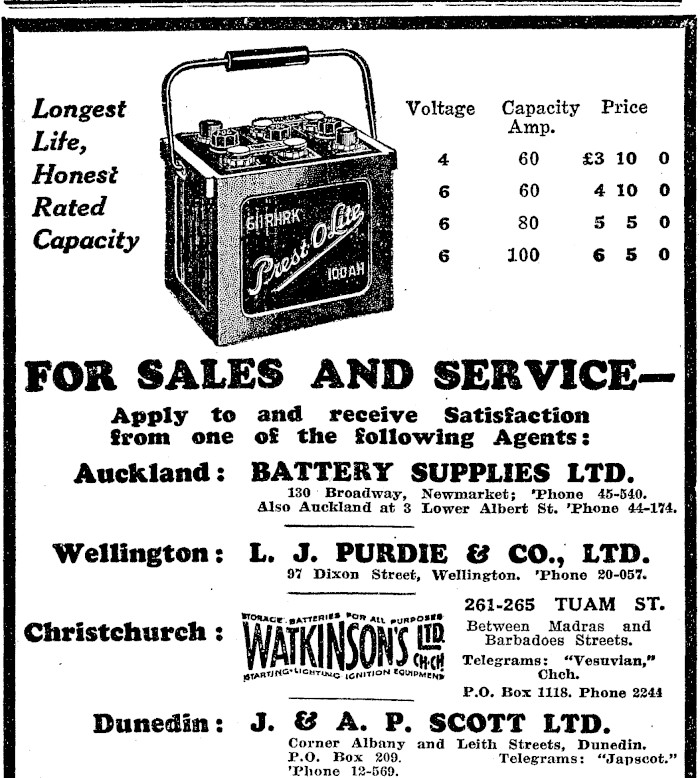 Longest
Life,
Honest
Rated
Capacity
Voltage Capacity Amp. Price
4 60 £3 10 0
6 60 4 10 0
6 80 5 5 0
6 100 6 5 0
Prest-O-Lite
100 AH
FOR SALES AND SERVICE—
Apply to and receive Satisfaction
from one of the following Agents:
Auckland: BATTERY SUPPLIES LTD.
130 Broadway, Newmarket; 'Phone 45-540.
Also Auckland at 3 Lower Albert St. 'Phone 44-174.
Wellington: L. J. PURDIE & CO., LTD.
97 Dixon Street, Wellington. 'Phone 20-057.
Christchurch:
STORAGE BATTERIES FOR ALL PURPOSES
WATKINSON'S LTD.
CH·CH
STARTING·LIGHTING IGNITION EQUIPMENT
261-265 TUAM ST.
Between Madras and
Barbadoes Streets.
Telegrams: "Vesuvian,"
Chch.
P.O. Box 1118. Phone 2244
Dunedin: J. & A. P. SCOTT LTD.
Corner Albany and Leith Streets, Dunedin.
P.O. Box 209. Telegrams: "Japscot."
'Phone 12-569.